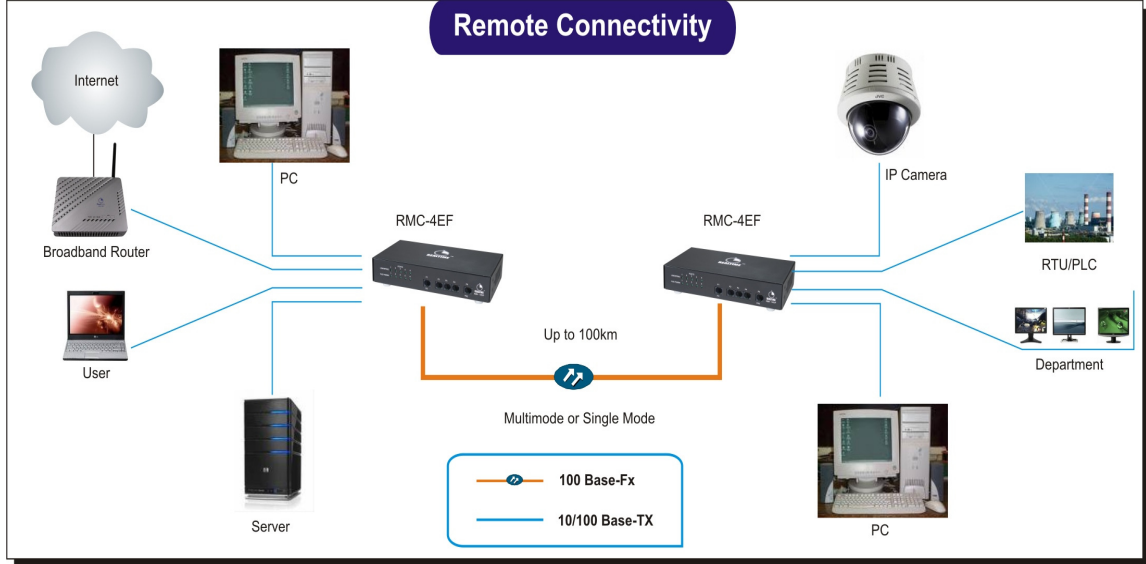 Remote Connectivity
Internet
PC
Broadband Router
User
Server
RMC-4EF
RMC-4EF
Up to 100km
Multimode or Single Mode
100 Base-Fx
10/100 Base-TX
JVC
IP Camera
RTU/PLC
Department
PC